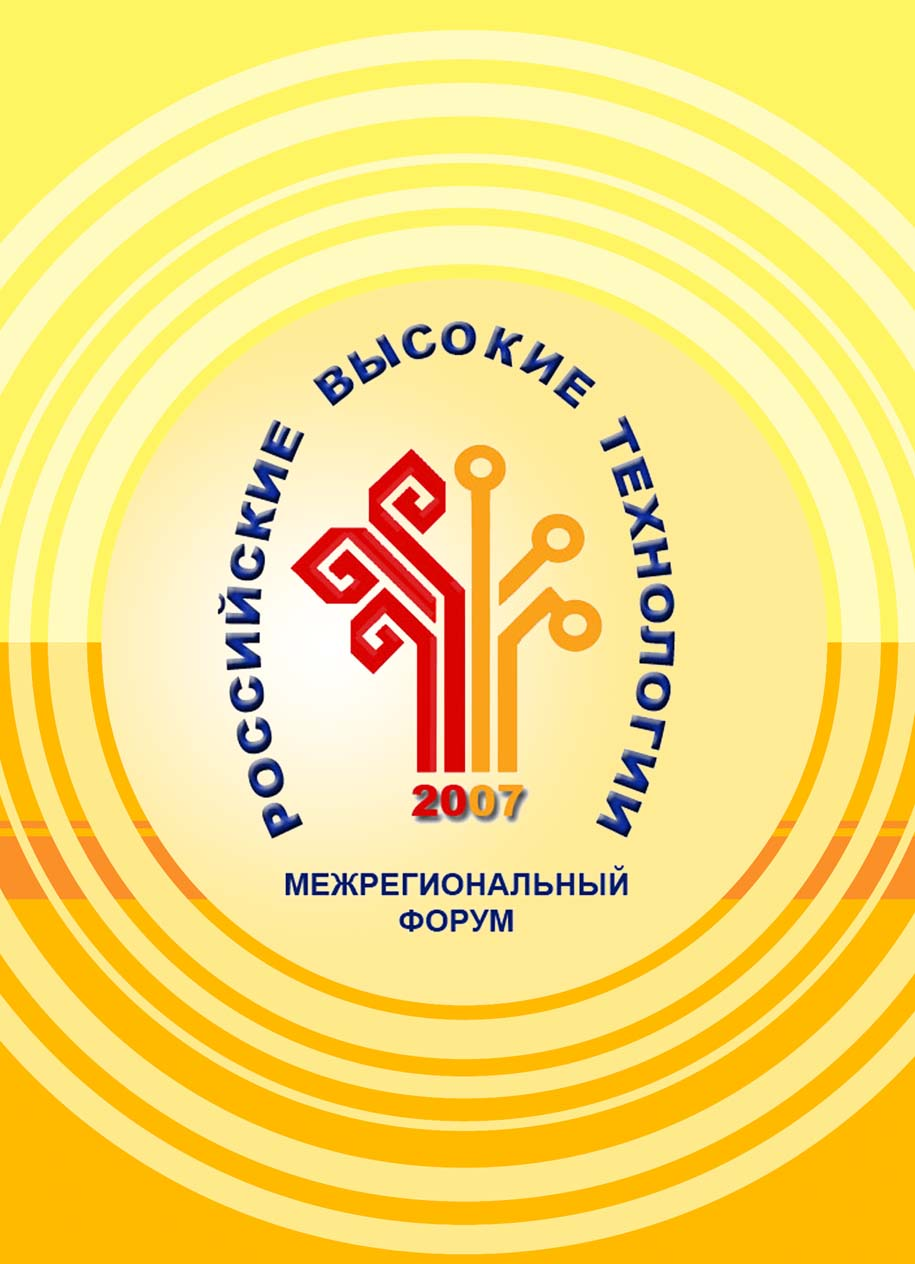 РОССИЙСКИЕ ВЫСОКИЕ ТЕХНОЛОГИИ
2007
МЕЖРЕГИОНАЛЬНЫЙ
ФОРУМ